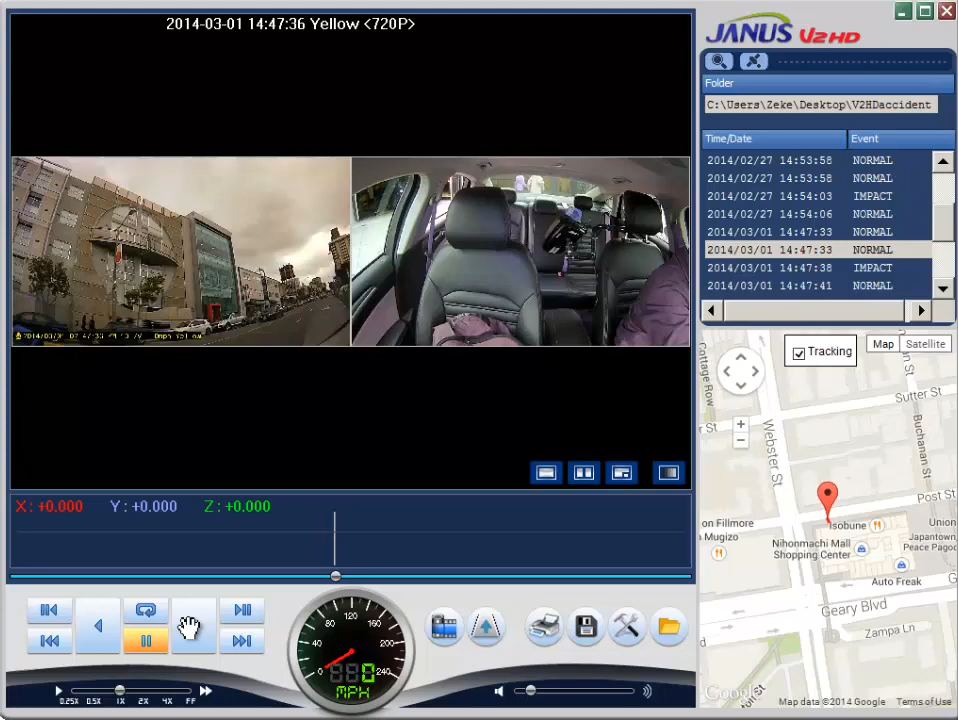 2014-03-01 14:47:36 Yellow <720P>
JANUS V2HD
Folder
C:\Users\Zeke\Desktop\V2HDaccident
Time/Date Event
2014/02/27 14:53:58 NORMAL
2014/02/27 14:53:58 NORMAL
2014/02/27 14:54:03 IMPACT
2014/02/27 14:54:06 NORMAL
2014/03/01 14:47:33 NORMAL
2014/03/01 14:47:33 NORMAL
2014/03/01 14:47:38 IMPACT
2014/03/01 14:47:41 NORMAL
X: +0.000 Y: +0.000 Z: +0.000
0 40 80 120 160 200 240
0
MPH
0.25X 0.5X 1X 2X 4X FF
Tracking
Map Satellite
Cottage Row
Sutter St
Buchanan St
Webster St
Post St
on Fillmore
Mugizo
Isobune
Nihonmachi Mall
Shopping Center
Union
Japantown,
Peace Pagoc
Auto Freak
Geary Blvd
Zampa Ln
Google
Map data ©2014 Google Terms of Use